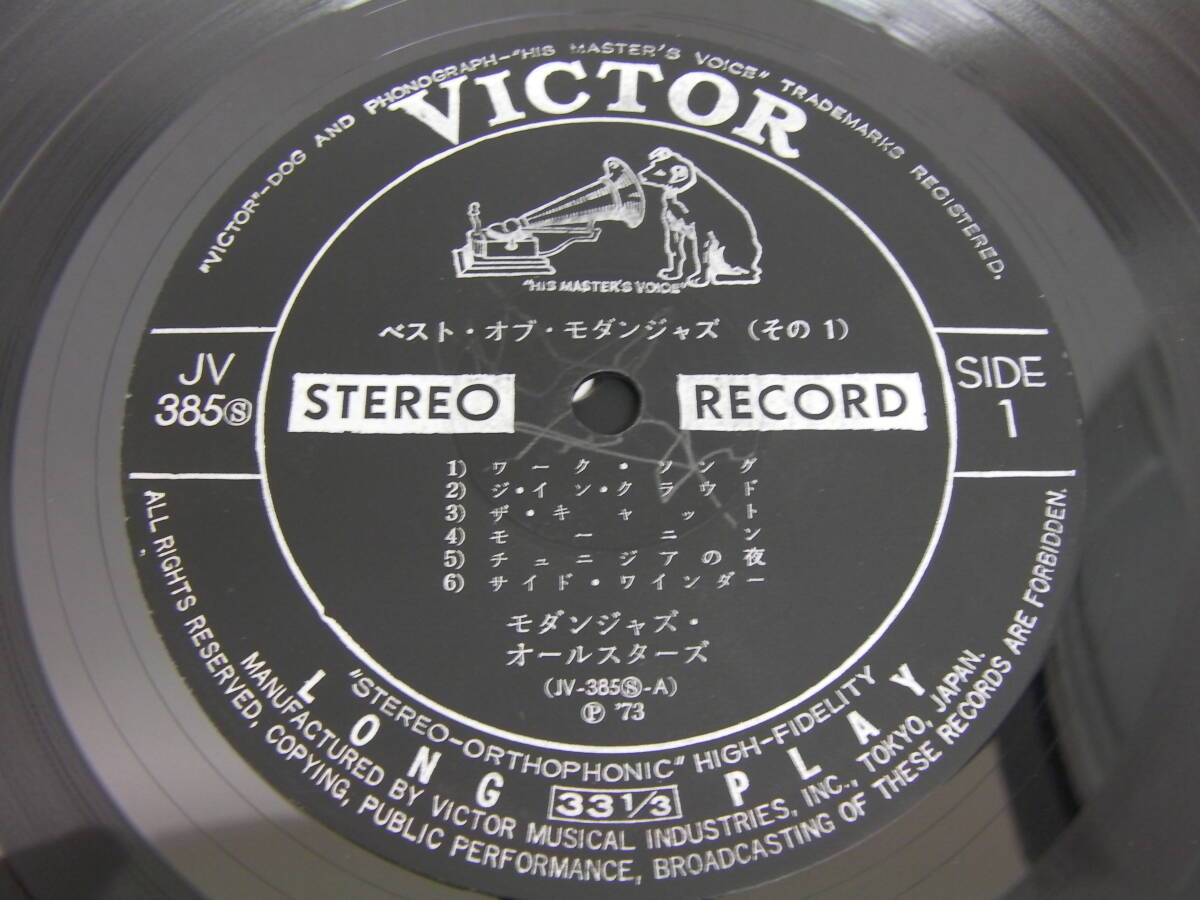 "VICTOR"-DOG AND PHONOGRAPH-"HIS MASTER'S VOICE" TRADEMARKS REGISTERED.
VICTOR
"HIS MASTER'S VOICE"
ベスト・オブ・モダンジャズ (その 1)
JV
385Ⓢ
STEREO RECORD
SIDE
1
1) ワーク・ソング
2) ジ・イン・クラウド
3) ザ・キャット
4) モーニン
5) チュニジアの夜
6) サイド・ワインダー
モダンジャズ・
オールスターズ
(JV-385Ⓢ-A)
Ⓟ '73
"STEREO-ORTHOPHONIC" HIGH-FIDELITY
LONG 33 1/3 PLAY
MANUFACTURED BY VICTOR MUSICAL INDUSTRIES, INC., TOKYO, JAPAN.
ALL RIGHTS RESERVED, COPYING, PUBLIC PERFORMANCE, BROADCASTING OF THESE RECORDS ARE FORBIDDEN.